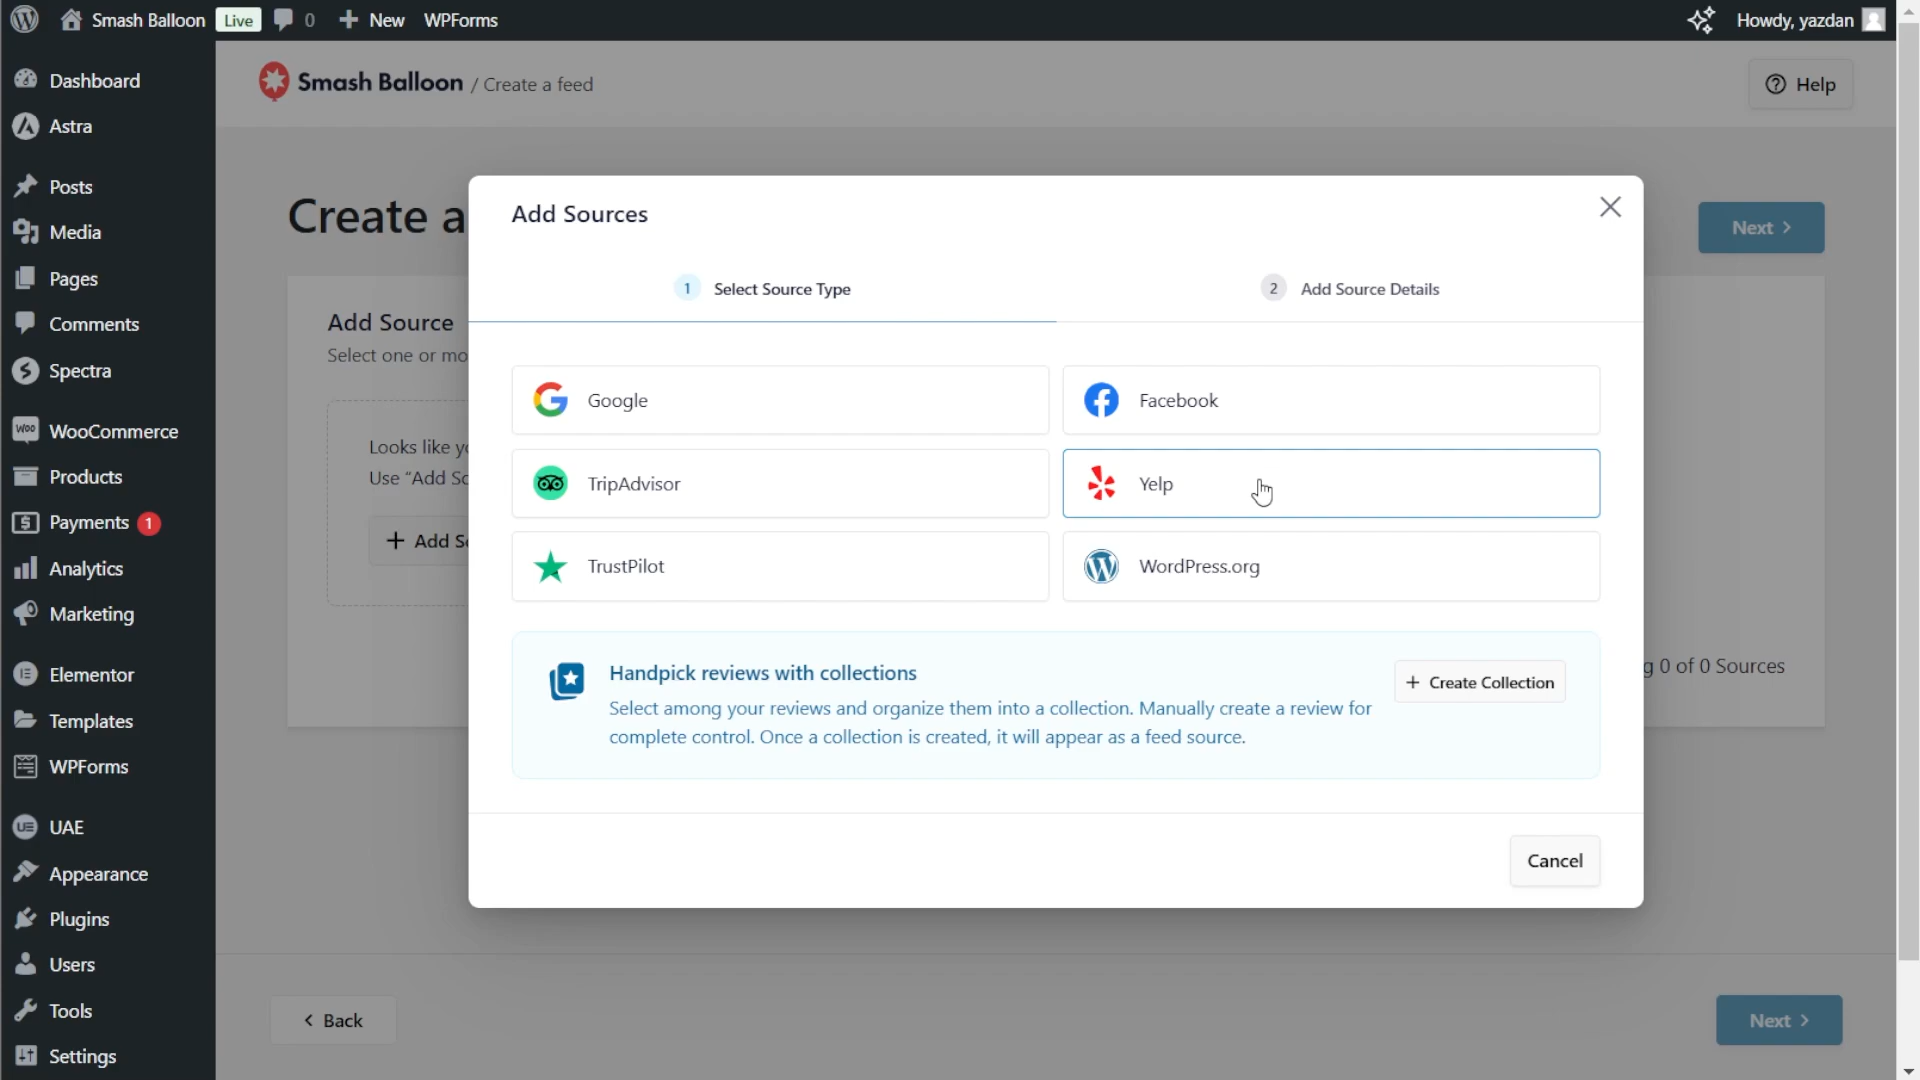 Smash Balloon Live 0 New WPForms Howdy, yazdan
Dashboard
Astra
Posts
Media
Pages
Comments
Spectra
WooCommerce
Products
Payments 1
Analytics
Marketing
Elementor
Templates
WPForms
UAE
Appearance
Plugins
Users
Tools
Settings
Smash Balloon / Create a feed
Help
Create a
Next
Add Source
Select one or mo
Looks like yo
Use "Add So
Add So
g 0 of 0 Sources
Add Sources
1 Select Source Type
2 Add Source Details
Google
Facebook
TripAdvisor
Yelp
TrustPilot
WordPress.org
Handpick reviews with collections
Select among your reviews and organize them into a collection. Manually create a review for
complete control. Once a collection is created, it will appear as a feed source.
+ Create Collection
Cancel
Back
Next